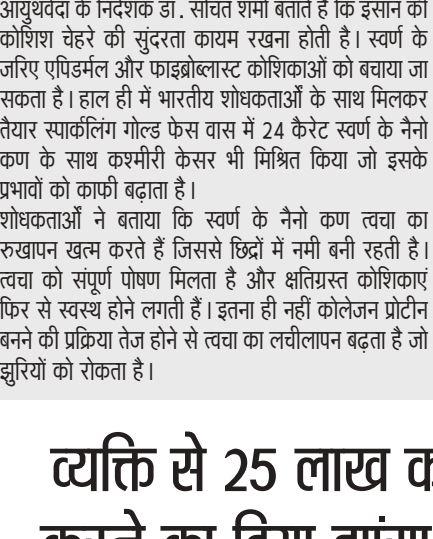 आयुथवेदा के निदेशक डा. संचित शर्मा बताते हैं कि इंसान की
कोशिश चेहरे की सुंदरता कायम रखना होती है। स्वर्ण के
जरिए एपिडर्मल और फाइब्रोब्लास्ट कोशिकाओं को बचाया जा
सकता है। हाल ही में भारतीय शोधकर्ताओं के साथ मिलकर
तैयार स्पार्कलिंग गोल्ड फेस वास में 24 कैरेट स्वर्ण के नैनो
कण के साथ कश्मीरी केसर भी मिश्रित किया जो इसके
प्रभावों को काफी बढ़ाता है।
शोधकर्ताओं ने बताया कि स्वर्ण के नैनो कण त्वचा का
रुखापन खत्म करते हैं जिससे छिद्रों में नमी बनी रहती है।
त्वचा को संपूर्ण पोषण मिलता है और क्षतिग्रस्त कोशिकाएं
फिर से स्वस्थ होने लगती हैं। इतना ही नहीं कोलेजन प्रोटीन
बनने की प्रक्रिया तेज होने से त्वचा का लचीलापन बढ़ता है जो
झुरियों को रोकता है।
व्यक्ति से 25 लाख